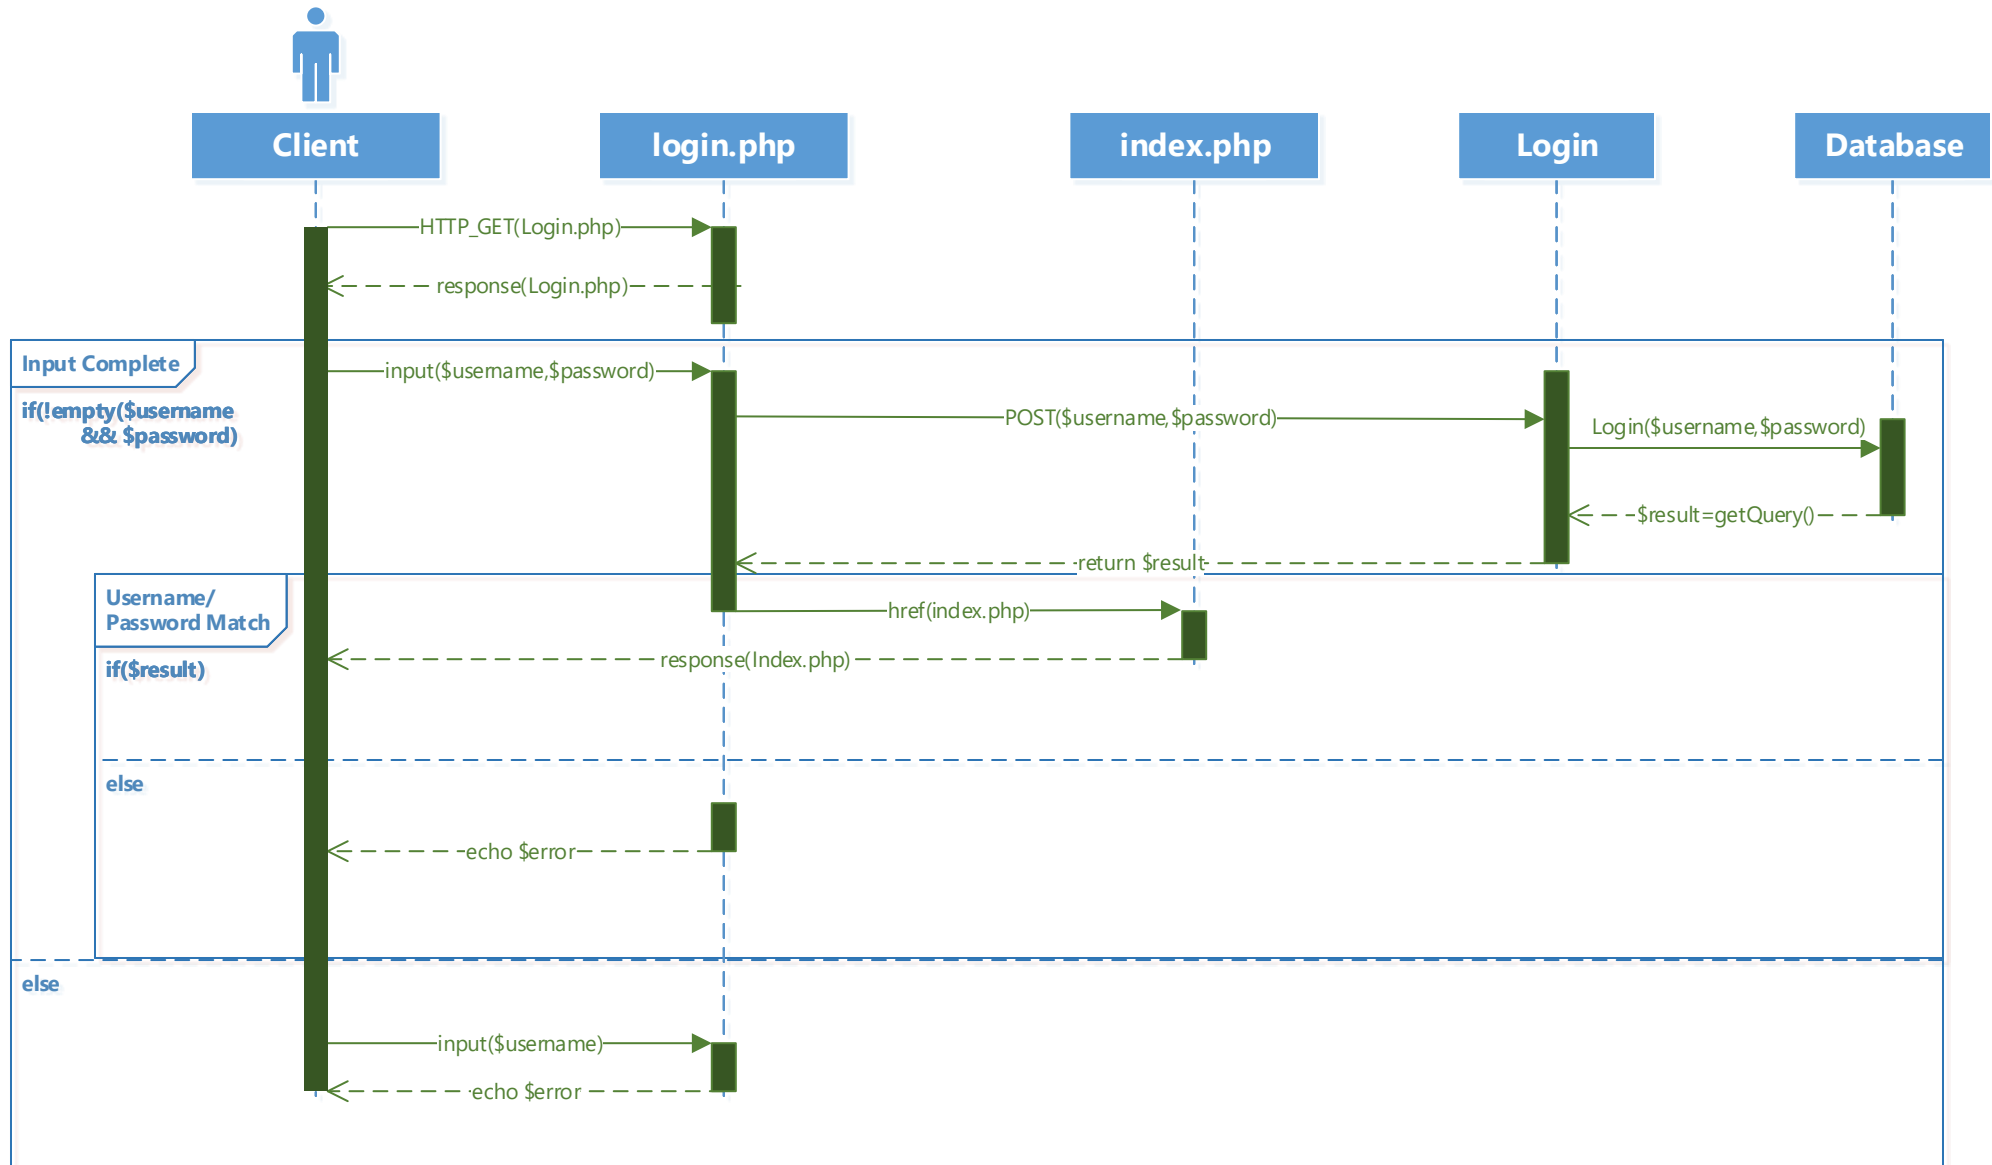 Client
login.php
index.php
Login
Database
HTTP_GET(Login.php)
response(Login.php)
Input Complete
input($username,$password)
if(!empty($username
&& $password)
POST($username,$password)
Login($username,$password)
$result=getQuery()
return $result
Username/
Password Match
href(index.php)
response(Index.php)
if($result)
else
echo $error
else
input($username)
echo $error